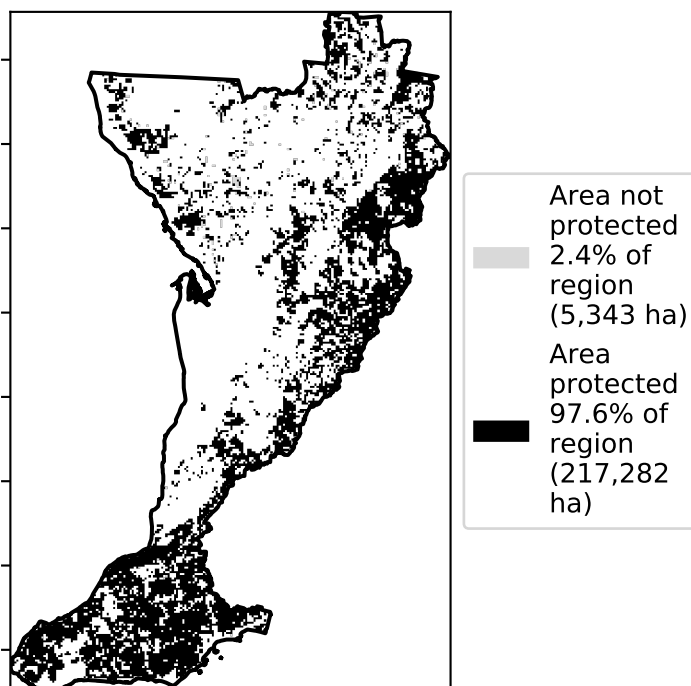 Area not
protected
2.4% of
region
(5,343 ha)
Area
protected
97.6% of
region
(217,282
ha)